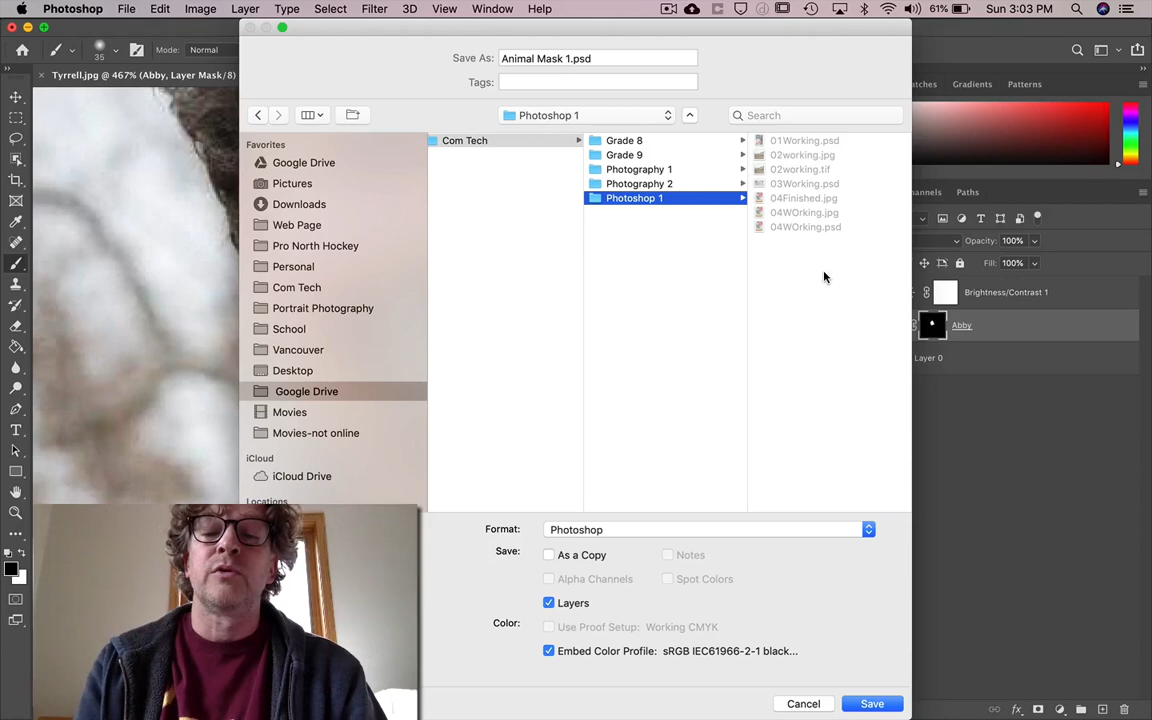 Photoshop File Edit Image Layer Type Select Filter 3D View Window Help 61% Sun 3:03 PM
35 Mode: Normal
Tyrrell.jpg @ 467% (Abby, Layer Mask/8)
Save As: Animal Mask 1.psd
Tags:
Photoshop 1
Search
Favorites
Google Drive
Pictures
Downloads
Web Page
Pro North Hockey
Personal
Com Tech
Portrait Photography
School
Vancouver
Desktop
Google Drive
Movies
Movies-not online
iCloud
iCloud Drive
Locations
Com Tech
Grade 8
Grade 9
Photography 1
Photography 2
Photoshop 1
01Working.psd
02working.jpg
02working.tif
03Working.psd
04Finished.jpg
04WOrking.jpg
04WOrking.psd
Format: Photoshop
Save: As a Copy Notes
Alpha Channels Spot Colors
Layers
Color: Use Proof Setup: Working CMYK
Embed Color Profile: sRGB IEC61966-2-1 black...
Cancel Save
atches Gradients Patterns
hannels Paths
Opacity: 100%
Fill: 100%
Brightness/Contrast 1
Abby
Layer 0
fx